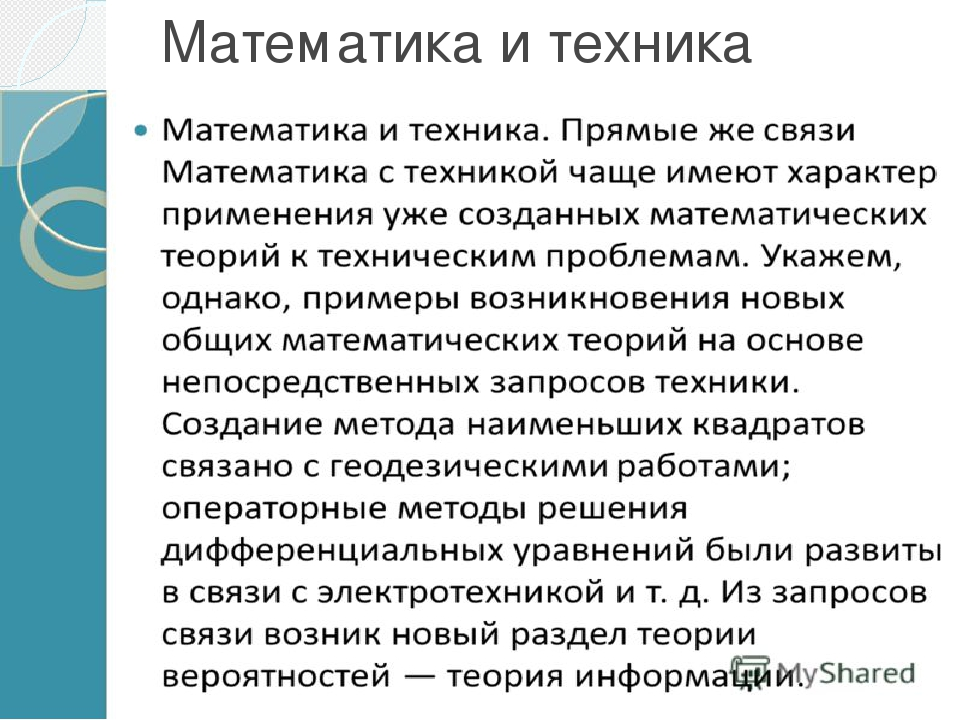 Математика и техника
• Математика и техника. Прямые же связи
Математика с техникой чаще имеют характер
применения уже созданных математических
теорий к техническим проблемам. Укажем,
однако, примеры возникновения новых
общих математических теорий на основе
непосредственных запросов техники.
Создание метода наименьших квадратов
связано с геодезическими работами;
операторные методы решения
дифференциальных уравнений были развиты
в связи с электротехникой и т. д. Из запросов
связи возник новый раздел теории
вероятностей — теория информации.
MyShared